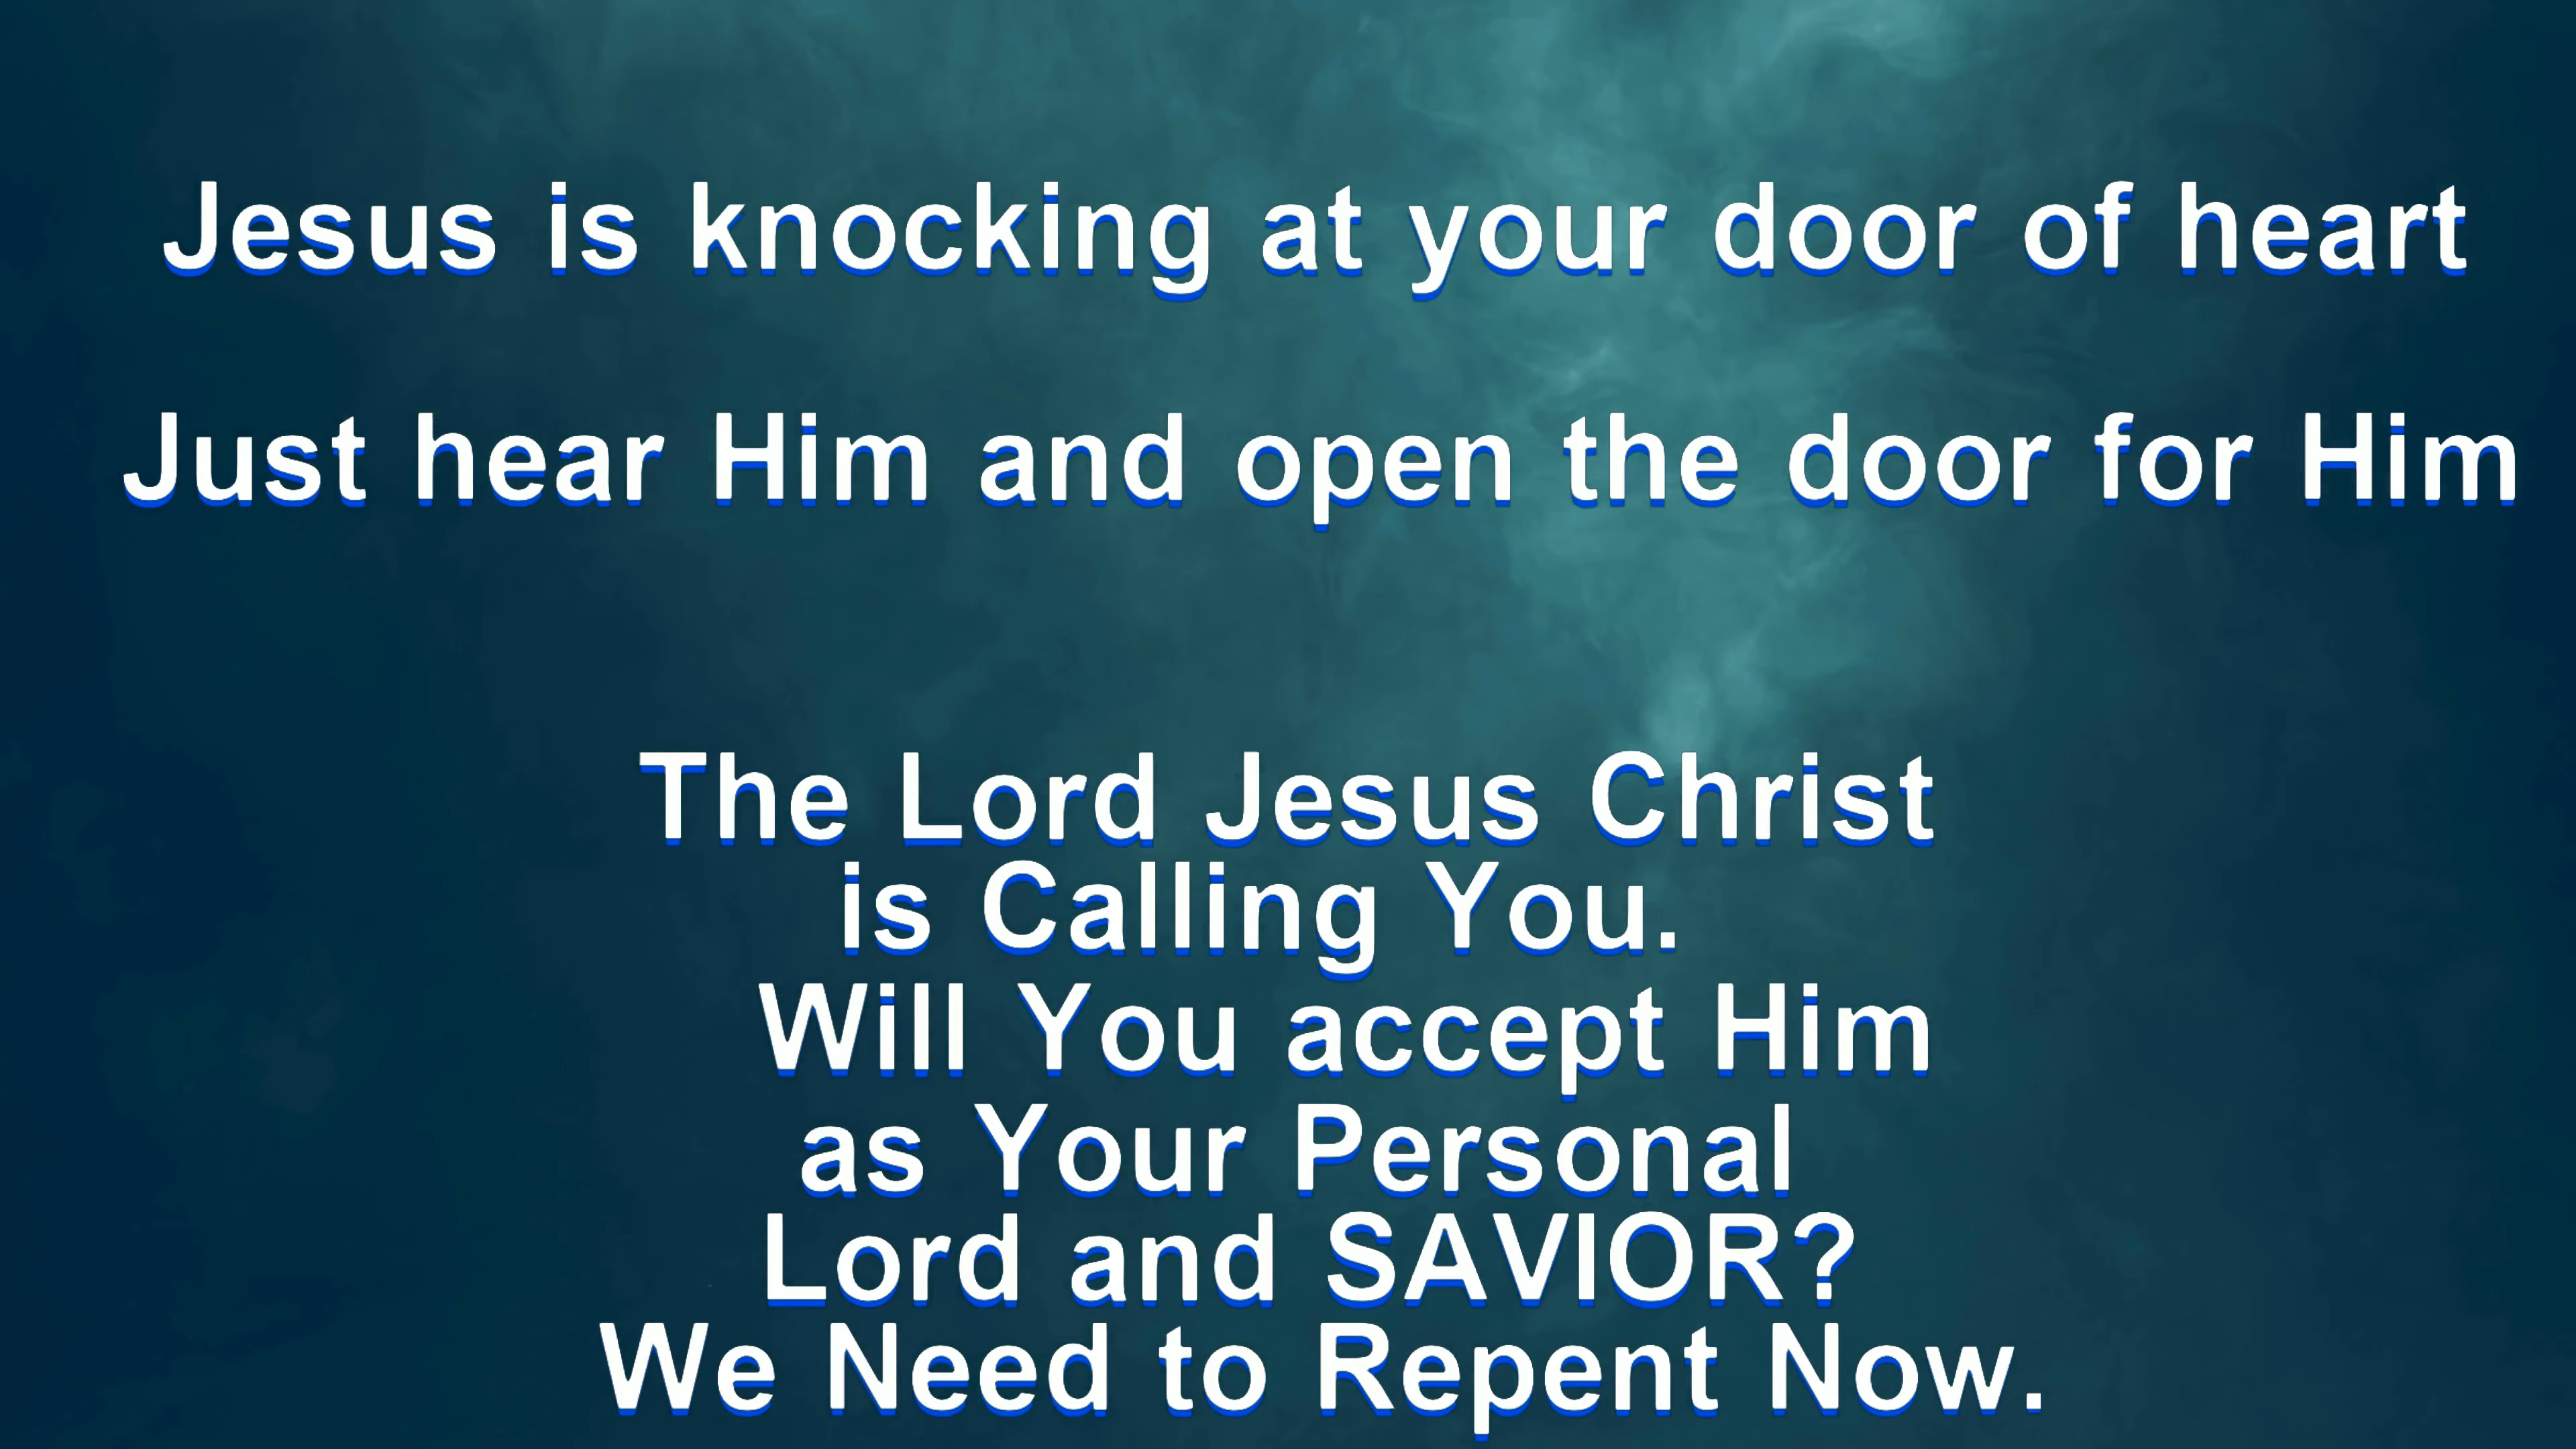 Jesus is knocking at your door of heart
Just hear Him and open the door for Him
The Lord Jesus Christ
is Calling You.
Will You accept Him
as Your Personal
Lord and SAVIOR?
We Need to Repent Now.